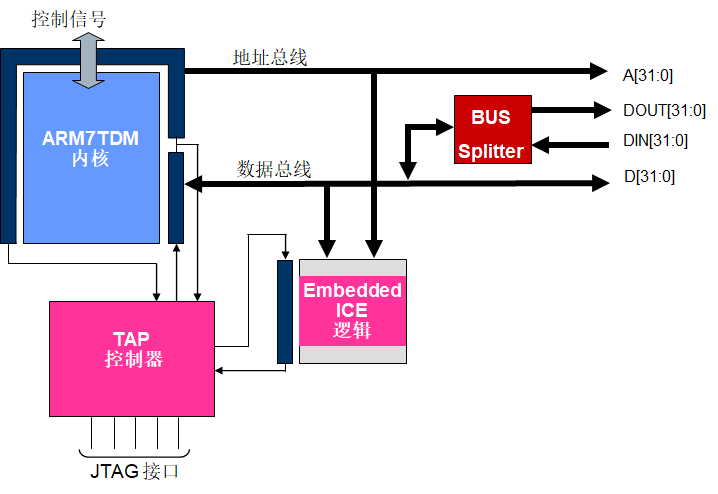 控制信号
地址总线
A[31:0]
BUS
Splitter
DOUT[31:0]
DIN[31:0]
ARM7TDM
内核
数据总线
D[31:0]
Embedded
ICE
逻辑
TAP
控制器
JTAG 接口